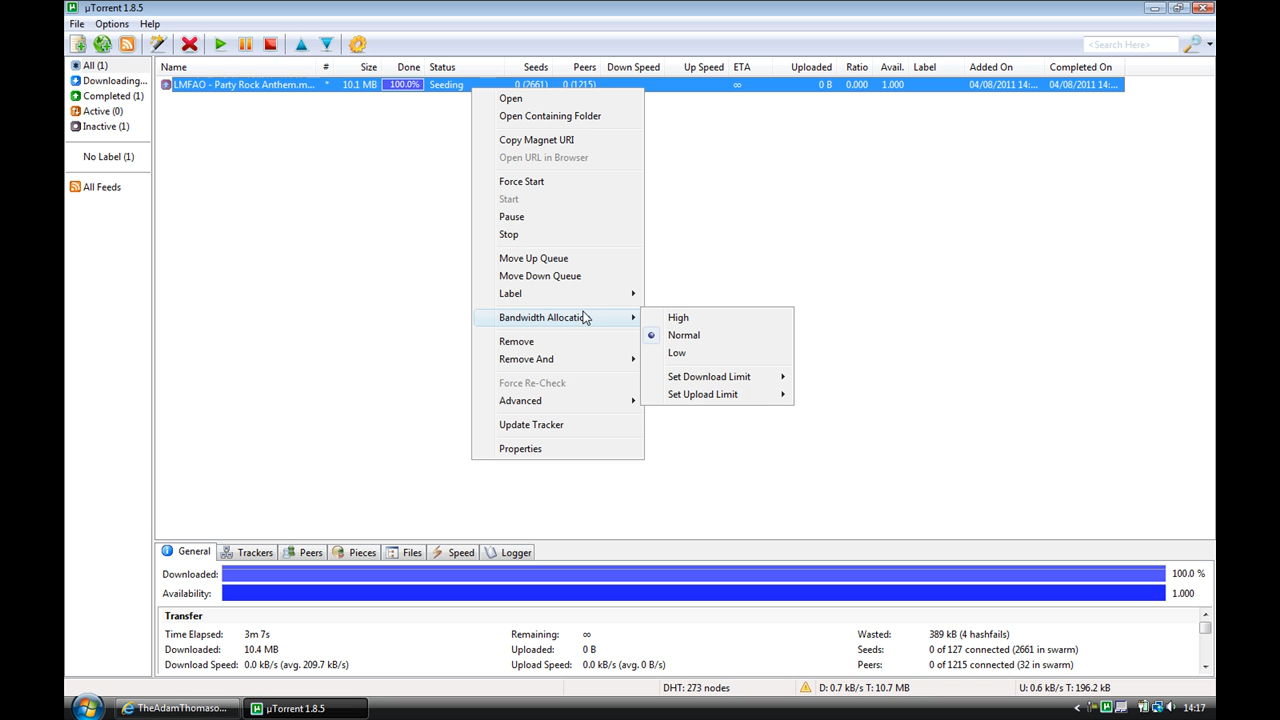 µTorrent 1.8.5
File Options Help
<Search Here>
All (1)
Downloading...
Completed (1)
Active (0)
Inactive (1)
No Label (1)
All Feeds
Name # Size Done Status Seeds Peers Down Speed Up Speed ETA Uploaded Ratio Avail. Label Added On Completed On
LMFAO - Party Rock Anthem.m... * 10.1 MB 100.0% Seeding 0 (2661) 0 (1215) ∞ 0 B 0.000 1.000 04/08/2011 14:... 04/08/2011 14:...
Open
Open Containing Folder
Copy Magnet URI
Open URL in Browser
Force Start
Start
Pause
Stop
Move Up Queue
Move Down Queue
Label
Bandwidth Allocation
Remove
Remove And
Force Re-Check
Advanced
Update Tracker
Properties
High
Normal
Low
Set Download Limit
Set Upload Limit
General Trackers Peers Pieces Files Speed Logger
Downloaded: 100.0 %
Availability: 1.000
Transfer
Time Elapsed: 3m 7s Remaining: ∞ Wasted: 389 kB (4 hashfails)
Downloaded: 10.4 MB Uploaded: 0 B Seeds: 0 of 127 connected (2661 in swarm)
Download Speed: 0.0 kB/s (avg. 209.7 kB/s) Upload Speed: 0.0 kB/s (avg. 0 B/s) Peers: 0 of 1215 connected (32 in swarm)
DHT: 273 nodes D: 0.7 kB/s T: 10.7 MB U: 0.6 kB/s T: 196.2 kB
TheAdamThomaso... µTorrent 1.8.5 14:17